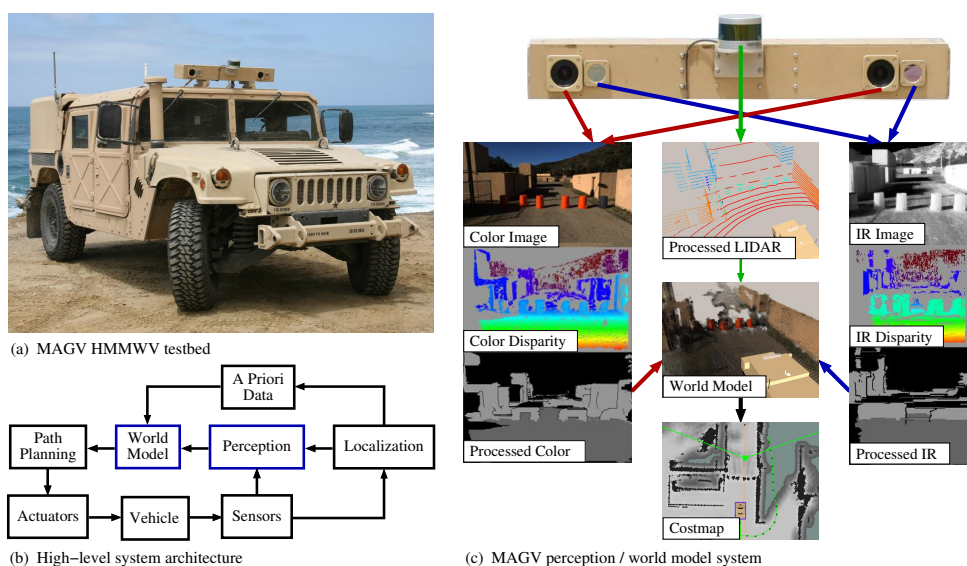 (a) MAGV HMMWV testbed
A Priori
Data
Path
Planning
World
Model
Perception
Localization
Actuators
Vehicle
Sensors
(b) High−level system architecture
Color Image
Processed LIDAR
IR Image
Color Disparity
IR Disparity
World Model
Processed Color
Processed IR
Costmap
(c) MAGV perception / world model system